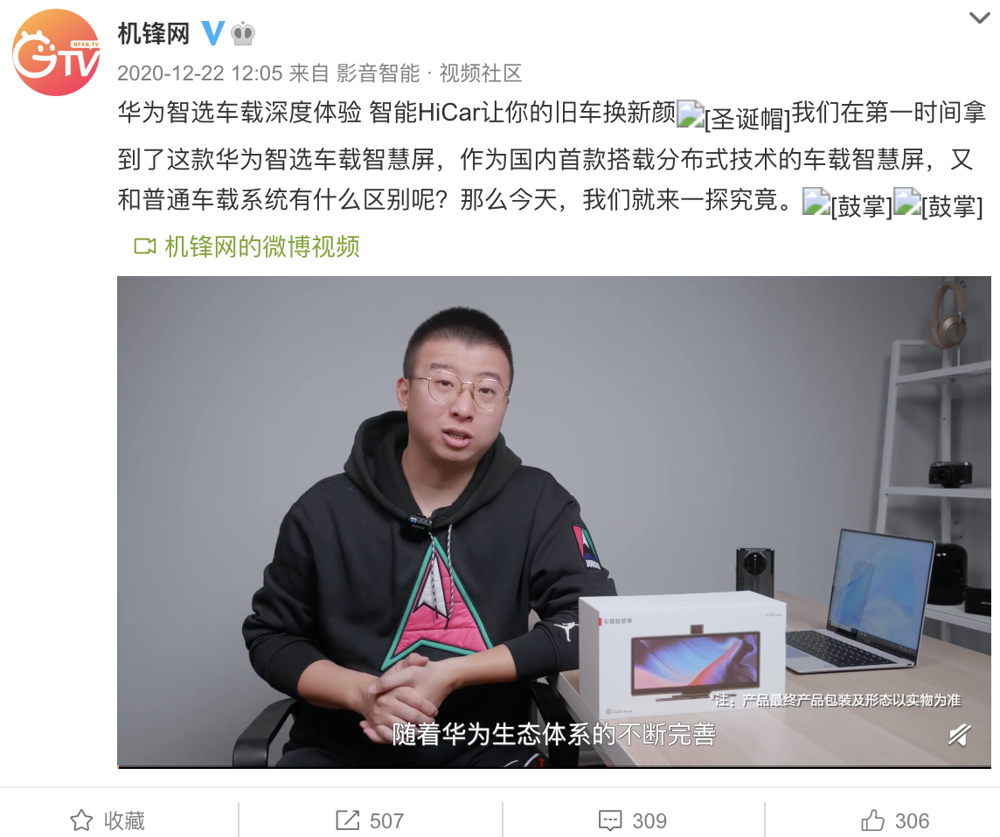 GFAN.TV
GTV
机锋网
2020-12-22 12:05 来自 影音智能 · 视频社区
华为智选车载深度体验 智能HiCar让你的旧车换新颜[圣诞帽]我们在第一时间拿
到了这款华为智选车载智慧屏，作为国内首款搭载分布式技术的车载智慧屏，又
和普通车载系统有什么区别呢？那么今天，我们就来一探究竟。[鼓掌][鼓掌]
机锋网的微博视频
JORDAN
车载智慧屏
*注：产品最终产品包装及形态以实物为准
随着华为生态体系的不断完善
收藏
507
309
306